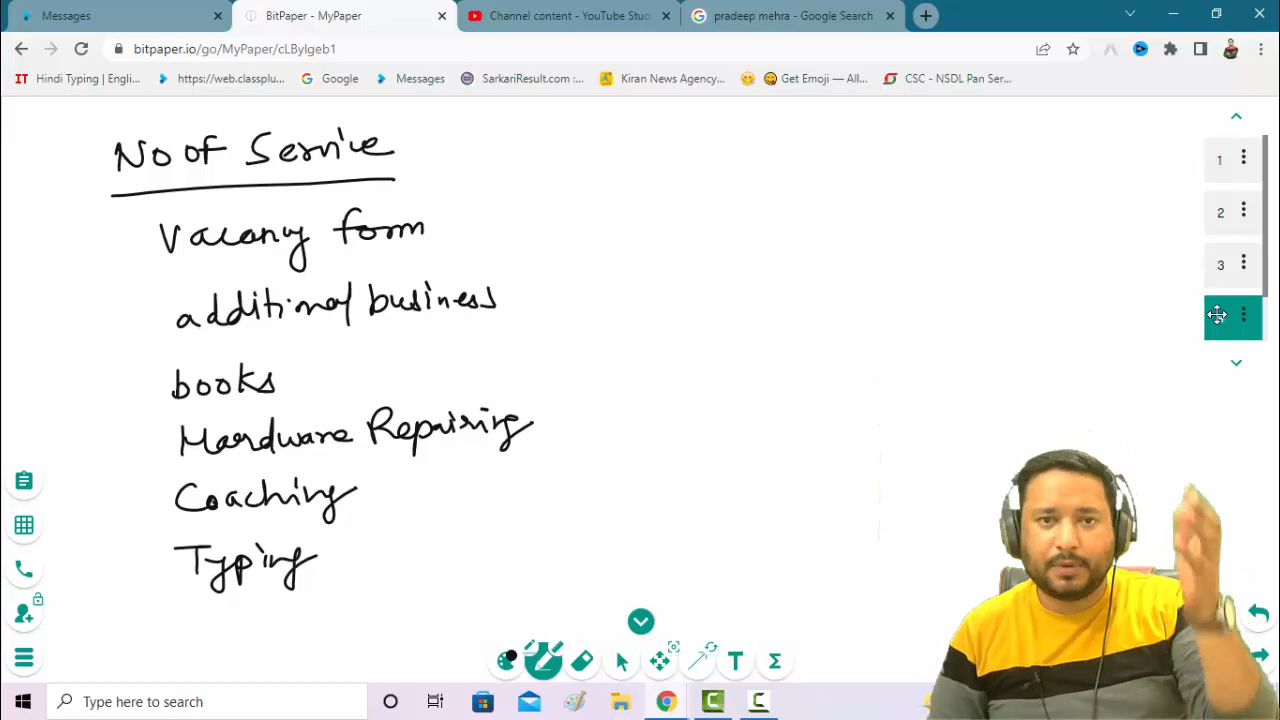 Messages
BitPaper - MyPaper
Channel content - YouTube Stud
pradeep mehra - Google Search
bitpaper.io/go/MyPaper/cLBylgeb1
Hindi Typing | Engli...
https://web.classplu...
Google
Messages
SarkariResult.com :...
Kiran News Agency...
Get Emoji — All...
CSC - NSDL Pan Ser...
No of Service
Vacany form
additional business
books
Hardware Repairing
Coaching
Typing
1
2
3
T
Σ
Type here to search